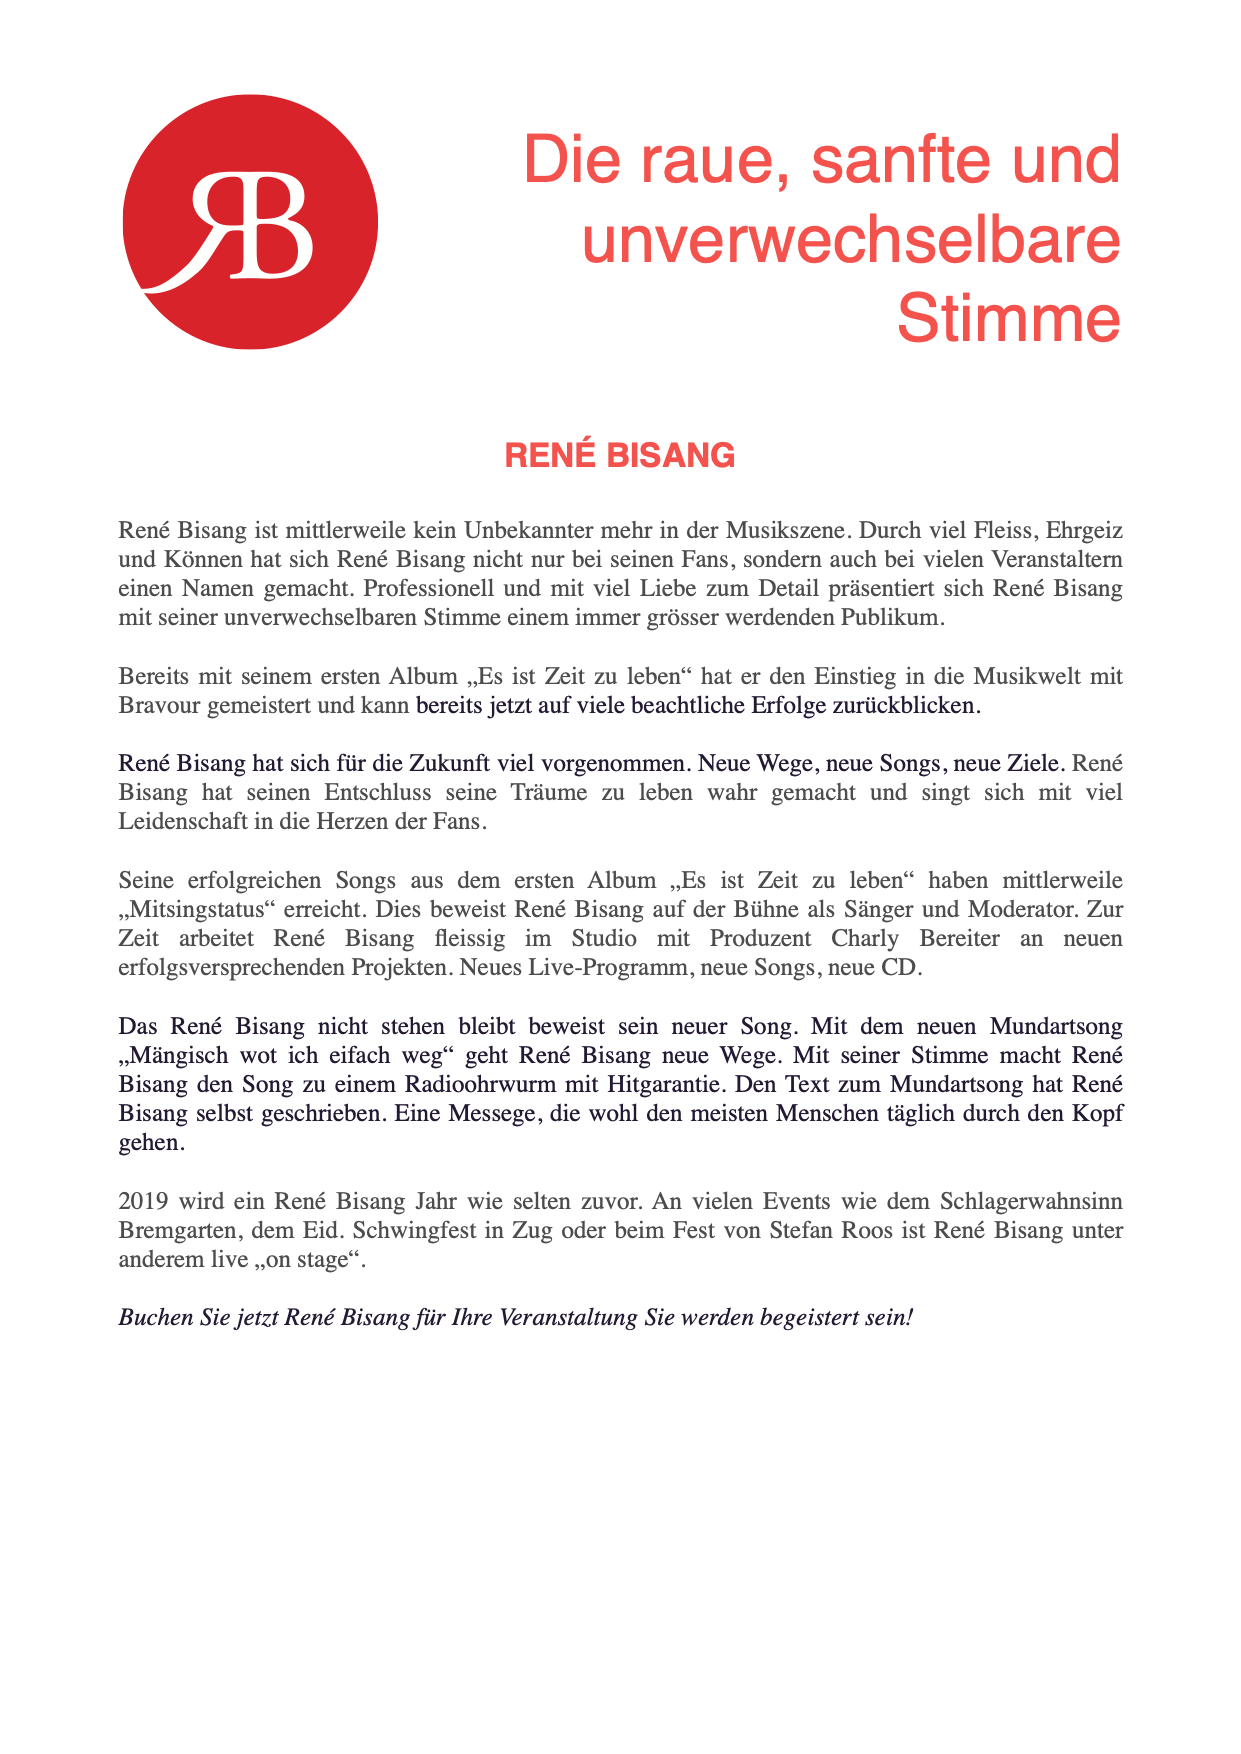 RB
Die raue, sanfte und
unverwechselbare
Stimme
RENÉ BISANG
René Bisang ist mittlerweile kein Unbekannter mehr in der Musikszene. Durch viel Fleiss, Ehrgeiz
und Können hat sich René Bisang nicht nur bei seinen Fans, sondern auch bei vielen Veranstaltern
einen Namen gemacht. Professionell und mit viel Liebe zum Detail präsentiert sich René Bisang
mit seiner unverwechselbaren Stimme einem immer grösser werdenden Publikum.
Bereits mit seinem ersten Album „Es ist Zeit zu leben“ hat er den Einstieg in die Musikwelt mit
Bravour gemeistert und kann bereits jetzt auf viele beachtliche Erfolge zurückblicken.
René Bisang hat sich für die Zukunft viel vorgenommen. Neue Wege, neue Songs, neue Ziele. René
Bisang hat seinen Entschluss seine Träume zu leben wahr gemacht und singt sich mit viel
Leidenschaft in die Herzen der Fans.
Seine erfolgreichen Songs aus dem ersten Album „Es ist Zeit zu leben“ haben mittlerweile
„Mitsingstatus“ erreicht. Dies beweist René Bisang auf der Bühne als Sänger und Moderator. Zur
Zeit arbeitet René Bisang fleissig im Studio mit Produzent Charly Bereiter an neuen
erfolgsversprechenden Projekten. Neues Live-Programm, neue Songs, neue CD.
Das René Bisang nicht stehen bleibt beweist sein neuer Song. Mit dem neuen Mundartsong
„Mängisch wot ich eifach weg“ geht René Bisang neue Wege. Mit seiner Stimme macht René
Bisang den Song zu einem Radioohrwurm mit Hitgarantie. Den Text zum Mundartsong hat René
Bisang selbst geschrieben. Eine Messege, die wohl den meisten Menschen täglich durch den Kopf
gehen.
2019 wird ein René Bisang Jahr wie selten zuvor. An vielen Events wie dem Schlagerwahnsinn
Bremgarten, dem Eid. Schwingfest in Zug oder beim Fest von Stefan Roos ist René Bisang unter
anderem live „on stage“.
Buchen Sie jetzt René Bisang für Ihre Veranstaltung Sie werden begeistert sein!